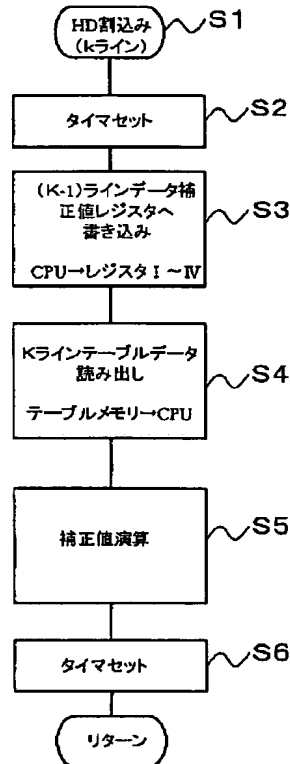 HD割込み
(kライン)
S1
タイマセット
S2
(K-1)ラインデータ補
正値レジスタへ
書き込み
CPU→レジスタⅠ～Ⅳ
S3
Kラインテーブルデータ
読み出し
テーブルメモリ→CPU
S4
補正値演算
S5
タイマセット
S6
リターン